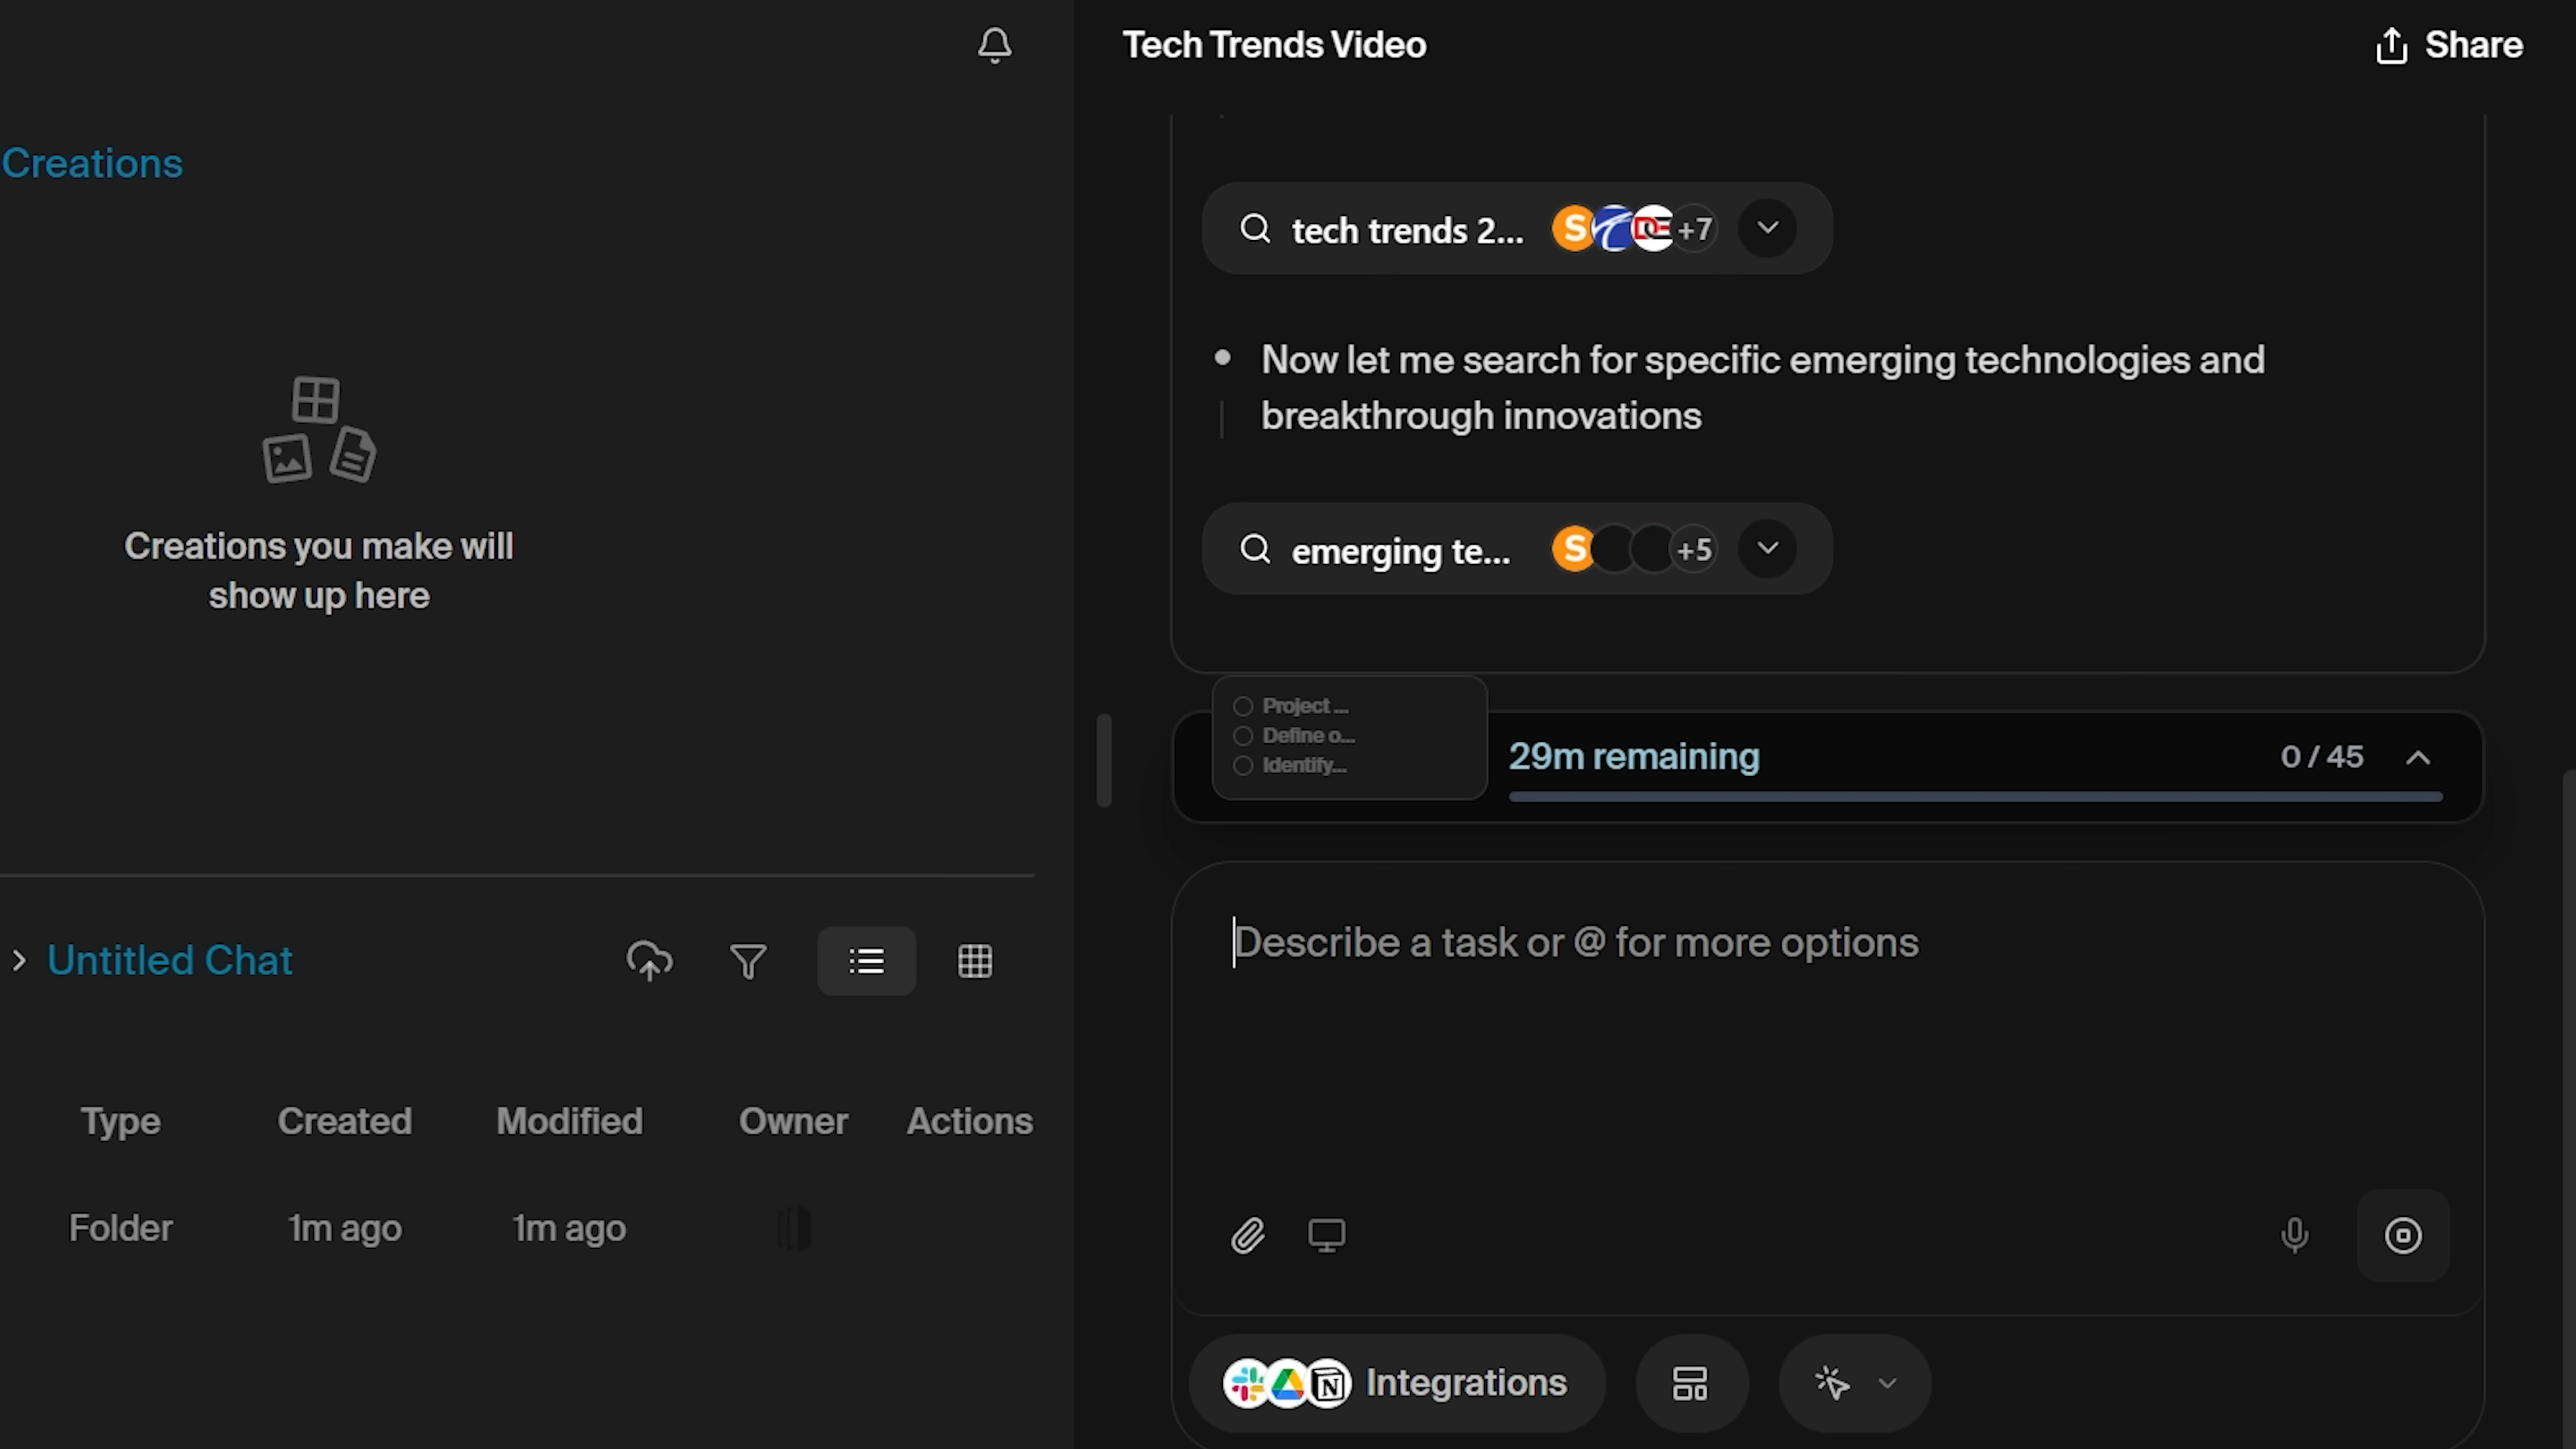 Tech Trends Video
Share
Creations
Creations you make will
show up here
tech trends 2...
S
DE
+7
Now let me search for specific emerging technologies and
breakthrough innovations
emerging te...
S
+5
Project ...
Define o...
Identify...
29m remaining
0 / 45
Describe a task or @ for more options
Untitled Chat
Type Created Modified Owner Actions
Folder 1m ago 1m ago
N
Integrations